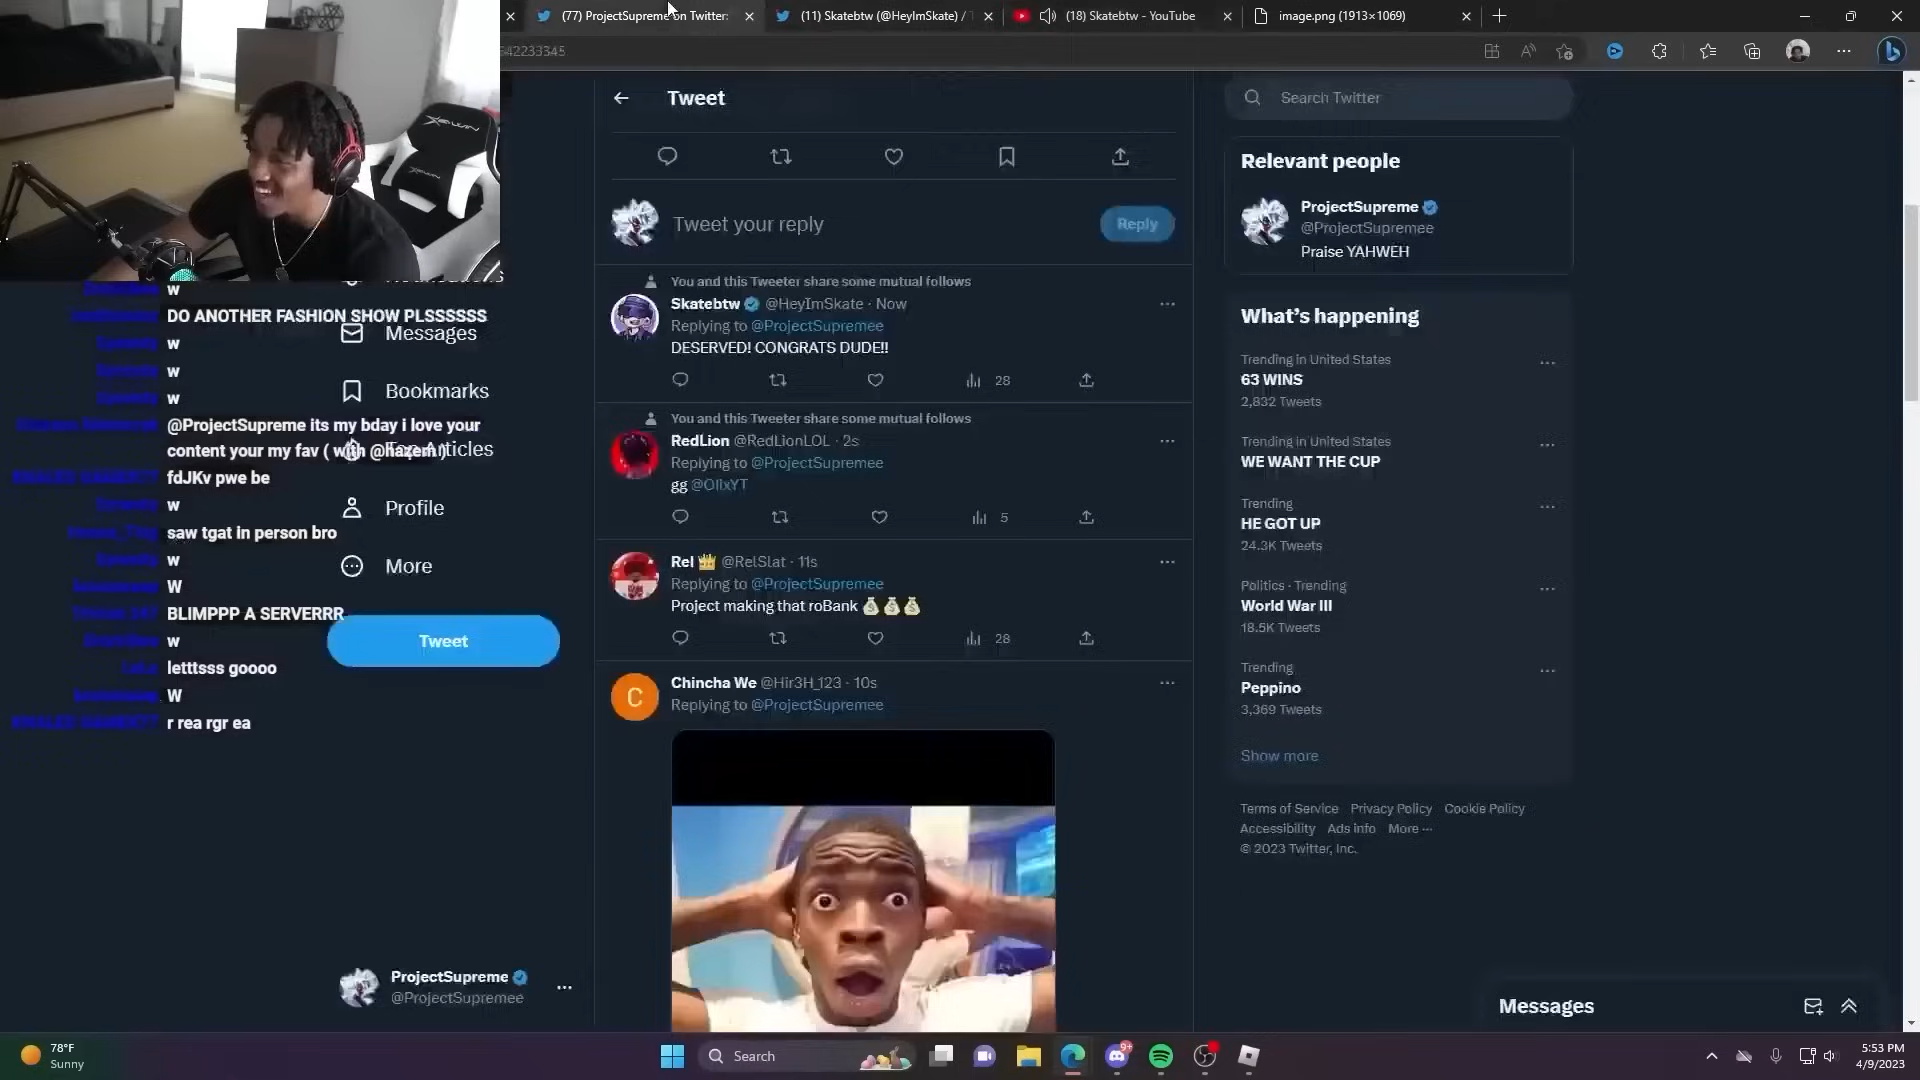 (77) ProjectSupreme on Twitter:
(11) Skatebtw (@HeyImSkate) / T
(18) Skatebtw - YouTube
image.png (1913×1069)
42233345
Tweet
Search Twitter
Relevant people
ProjectSupreme
@ProjectSupremee
Praise YAHWEH
Tweet your reply
Reply
You and this Tweeter share some mutual follows
Skatebtw @HeyImSkate · Now
Replying to @ProjectSupremee
DESERVED! CONGRATS DUDE!!
28
You and this Tweeter share some mutual follows
RedLion @RedLionLOL · 2s
Replying to @ProjectSupremee
gg @OllxYT
5
Rel 👑 @RelSlat · 11s
Replying to @ProjectSupremee
Project making that roBank 💰💰💰
28
C
Chincha We @Hir3H_123 · 10s
Replying to @ProjectSupremee
What's happening
Trending in United States
63 WINS
2,832 Tweets
Trending in United States
WE WANT THE CUP
Trending
HE GOT UP
24.3K Tweets
Politics · Trending
World War III
18.5K Tweets
Trending
Peppino
3,369 Tweets
Show more
Terms of Service Privacy Policy Cookie Policy
Accessibility Ads info More ···
© 2023 Twitter, Inc.
w
DO ANOTHER FASHION SHOW PLSSSSSS
w
w
w
@ProjectSupreme its my bday i love your
content your my fav ( with @hazem )
fdJKv pwe be
w
saw tgat in person bro
w
W
BLIMPPP A SERVERRR
w
letttsss goooo
W
r rea rgr ea
Messages
Bookmarks
Top Articles
Profile
More
Tweet
ProjectSupreme
@ProjectSupremee
Messages
78°F
Sunny
Search
9+
5:53 PM
4/9/2023